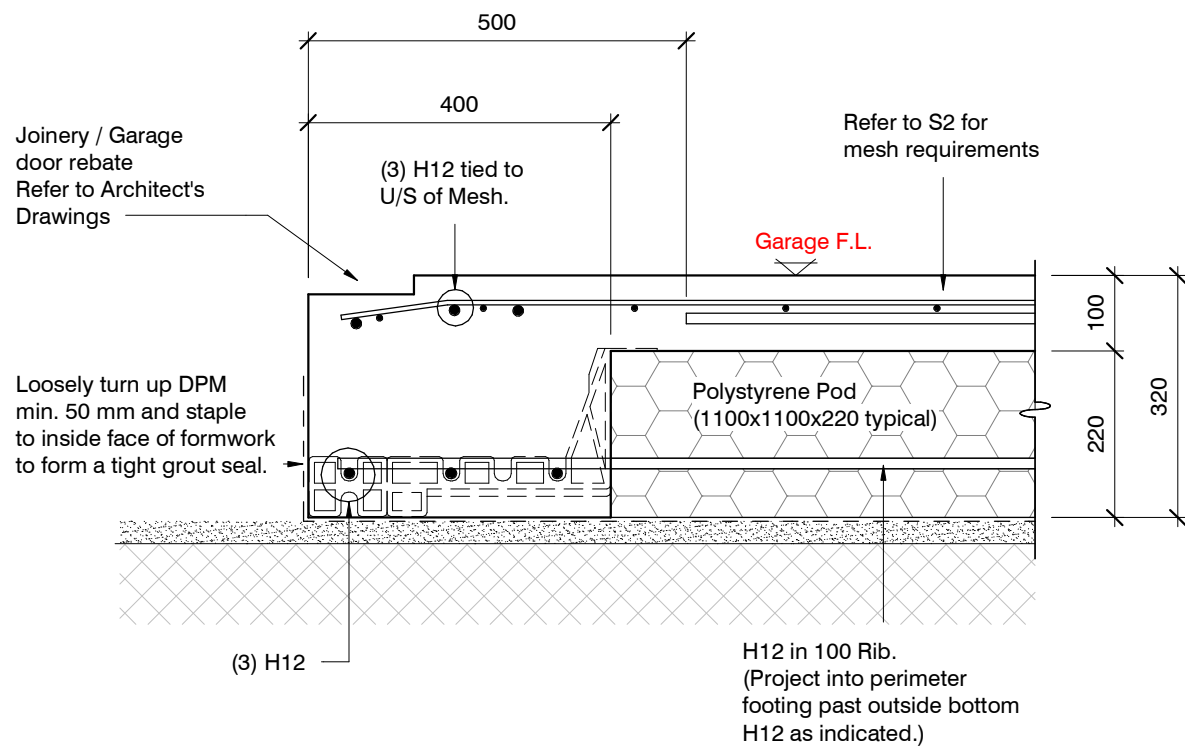 500
400
Joinery / Garage
door rebate
Refer to Architect's
Drawings
(3) H12 tied to
U/S of Mesh.
Refer to S2 for
mesh requirements
Garage F.L.
100
320
220
Loosely turn up DPM
min. 50 mm and staple
to inside face of formwork
to form a tight grout seal.
Polystyrene Pod
(1100x1100x220 typical)
(3) H12
H12 in 100 Rib.
(Project into perimeter
footing past outside bottom
H12 as indicated.)